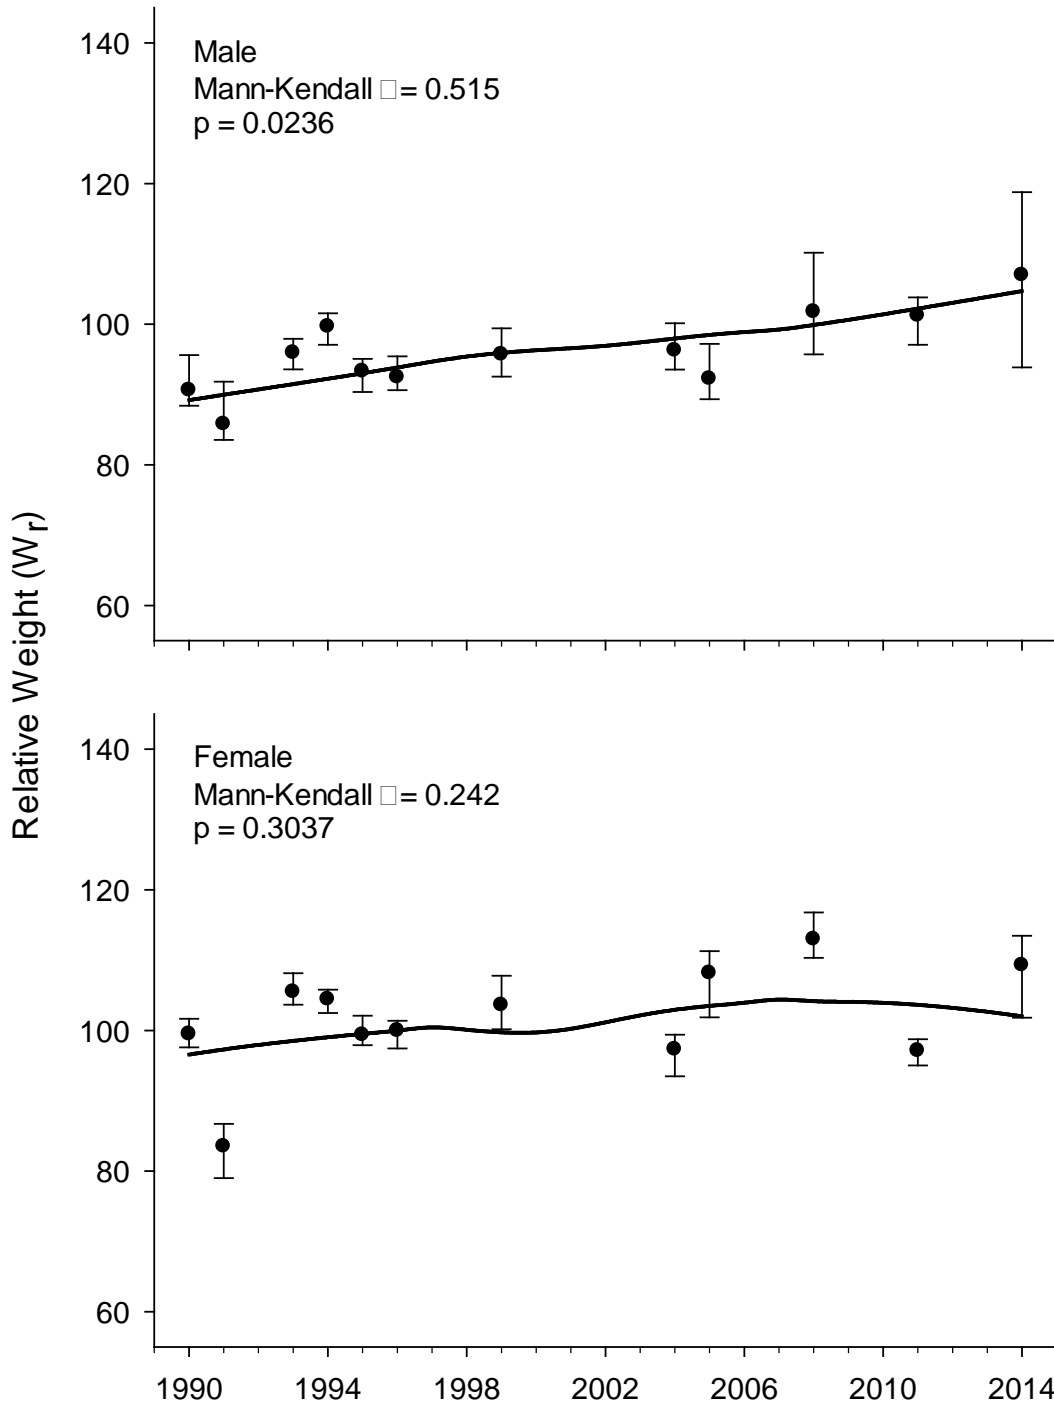 140
Male
Mann-Kendall □= 0.515
p = 0.0236
120
100
80
60
Relative Weight (Wr)
140
Female
Mann-Kendall □= 0.242
p = 0.3037
120
100
80
60
1990 1994 1998 2002 2006 2010 2014